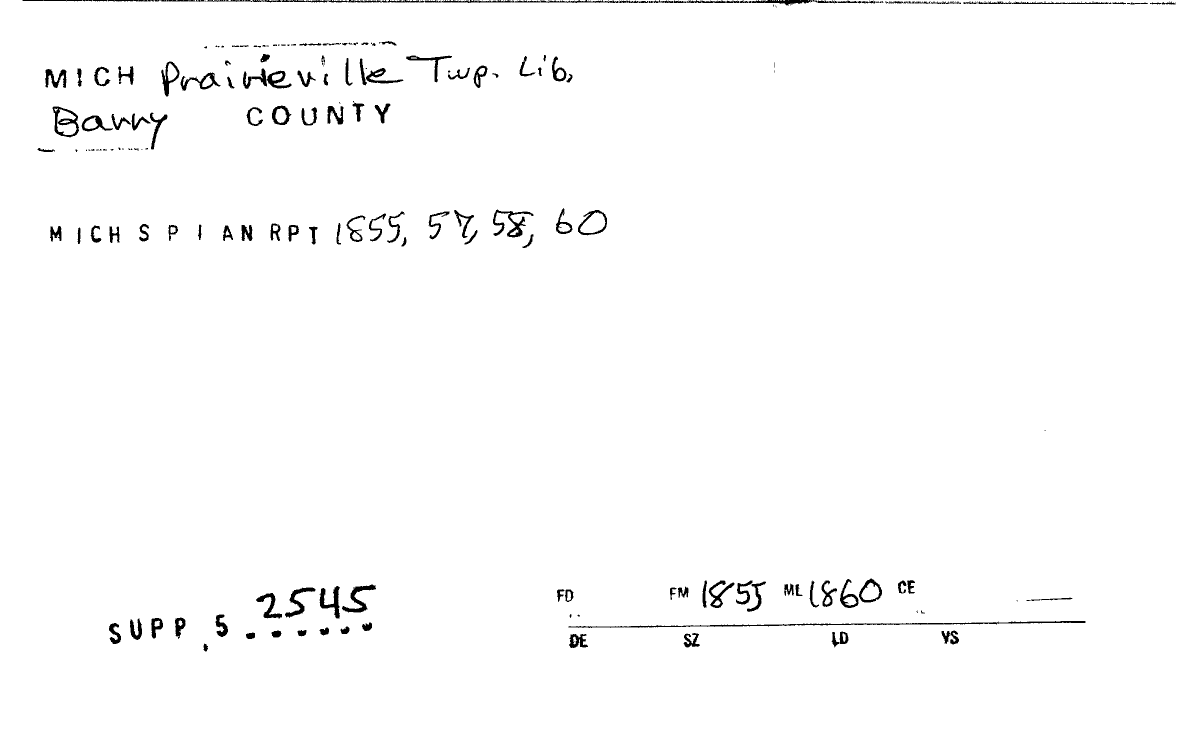 MICH Prairieville Twp. Lib,
Barry COUNTY
MICH SPI AN RPT 1855, 57, 58, 60
2545
SUPP, 5......
FD FM 1855 ML 1860 CE
DE SZ LD VS